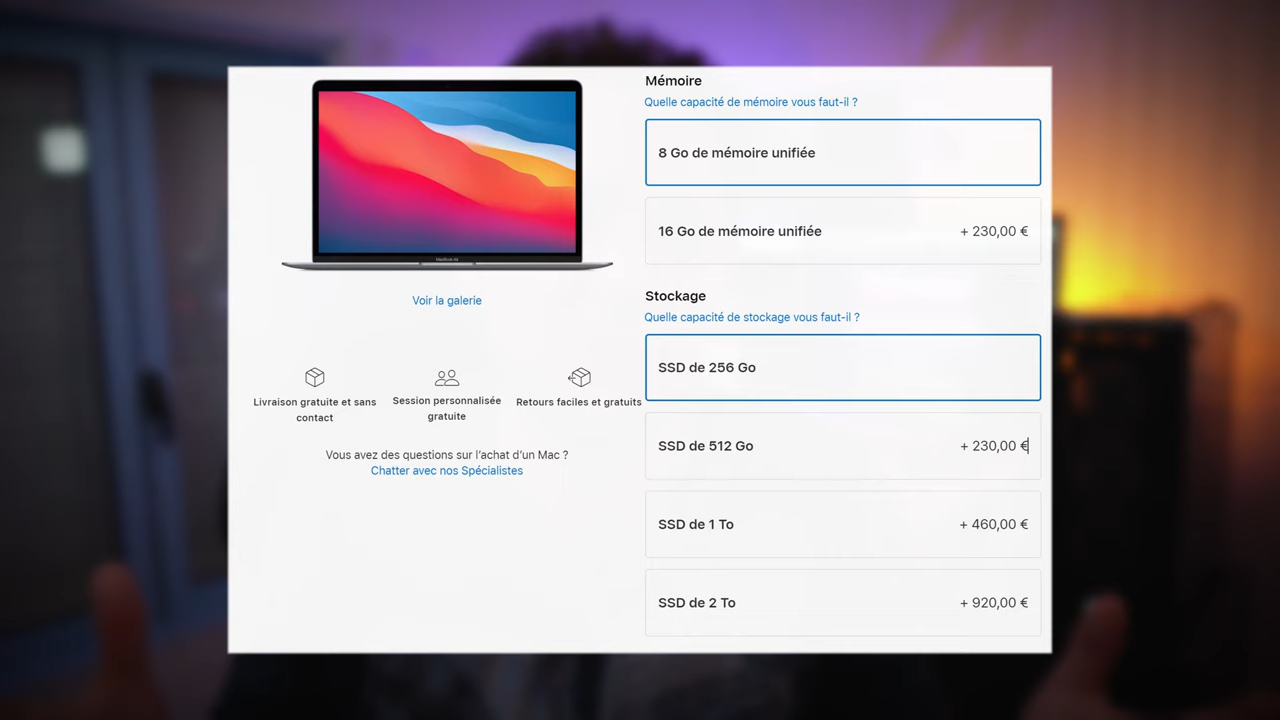 MacBook Air
Voir la galerie
Livraison gratuite et sans
contact
Session personnalisée
gratuite
Retours faciles et gratuits
Vous avez des questions sur l’achat d’un Mac ?
Chatter avec nos Spécialistes
Mémoire
Quelle capacité de mémoire vous faut-il ?
8 Go de mémoire unifiée
16 Go de mémoire unifiée + 230,00 €
Stockage
Quelle capacité de stockage vous faut-il ?
SSD de 256 Go
SSD de 512 Go + 230,00 €
SSD de 1 To + 460,00 €
SSD de 2 To + 920,00 €